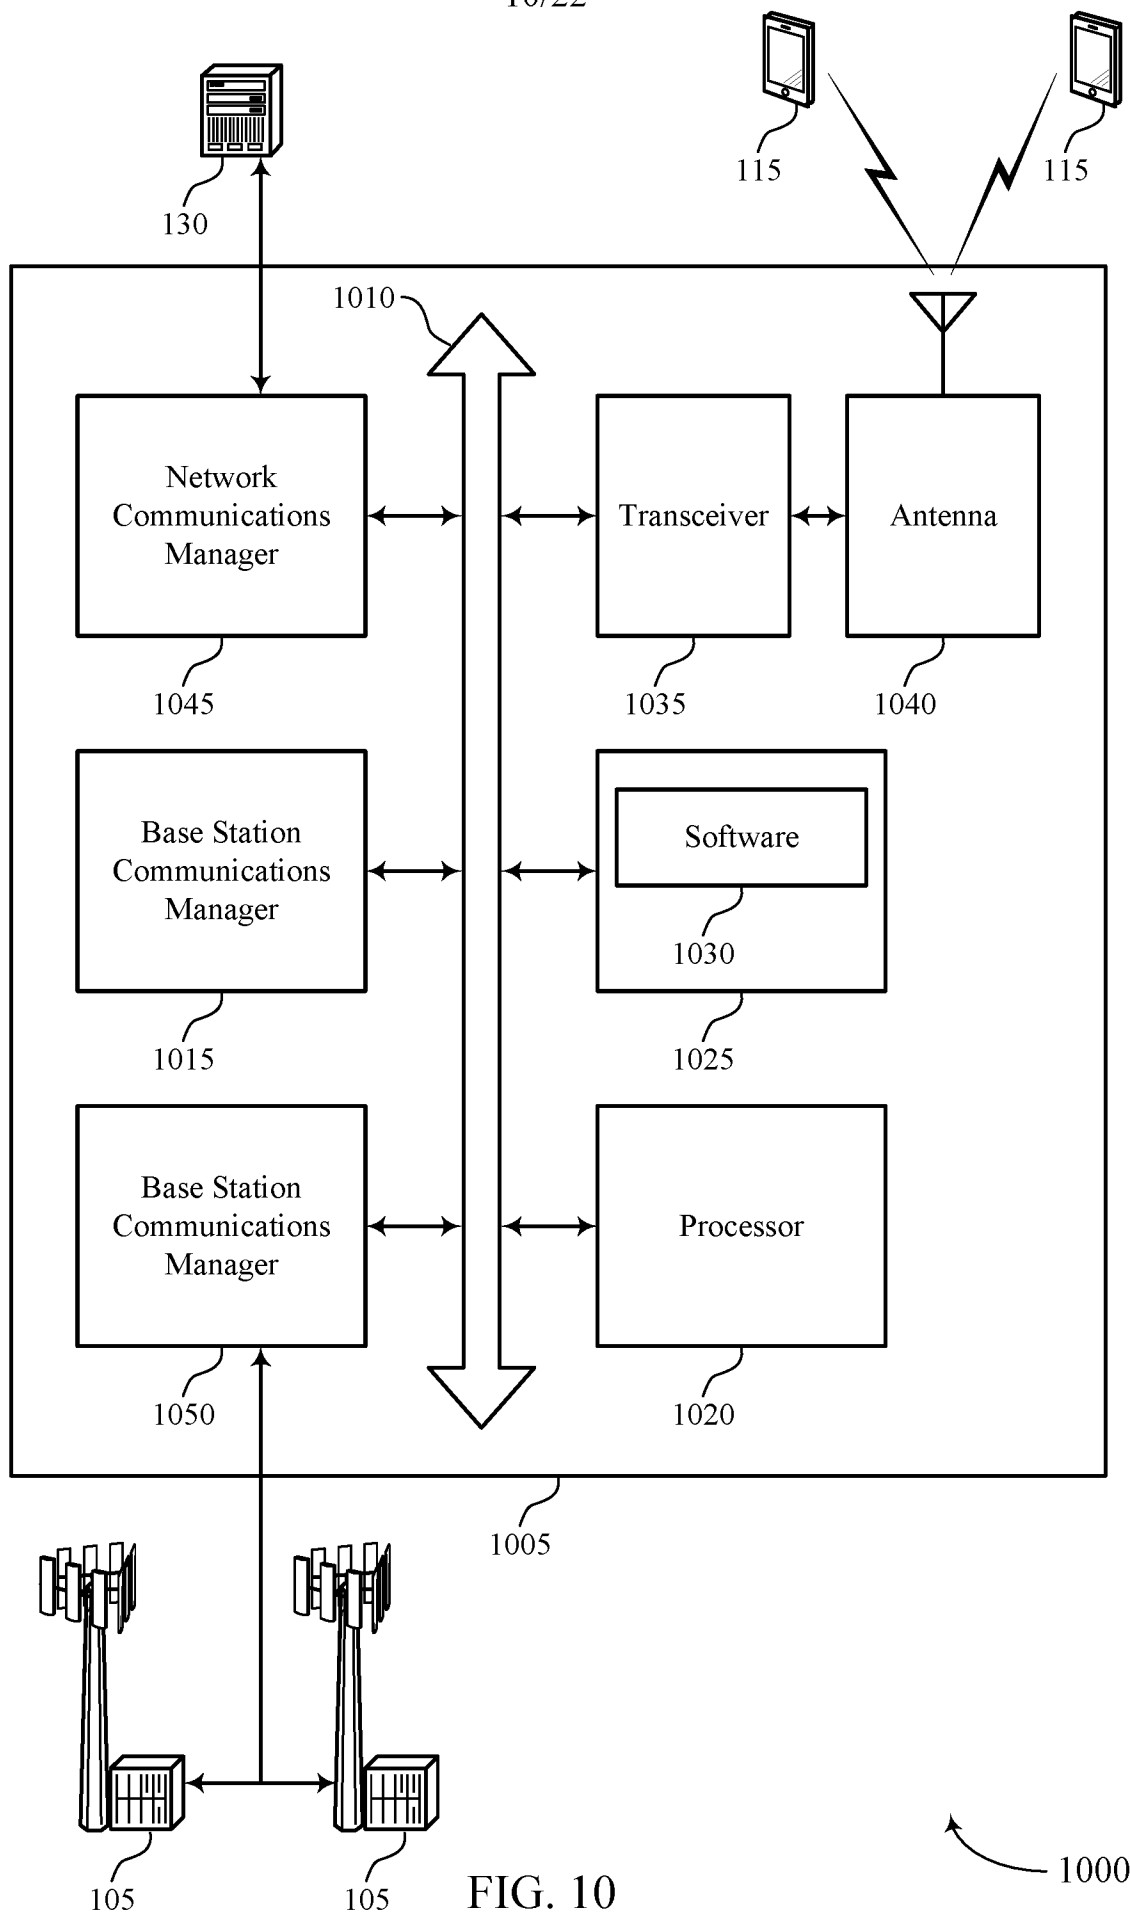 115
115
130
1010
Network
Communications
Manager
Transceiver
Antenna
1045
1035
1040
Base Station
Communications
Manager
Software
1030
1015
1025
Base Station
Communications
Manager
Processor
1050
1020
1005
105
105
1000
FIG. 10